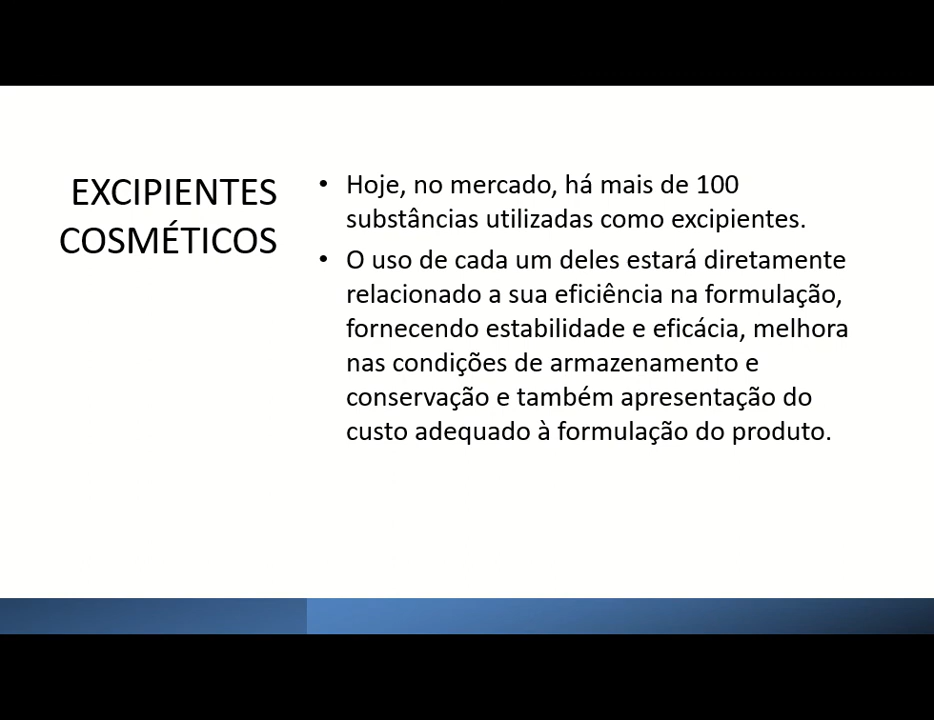 EXCIPIENTES
COSMÉTICOS
• Hoje, no mercado, há mais de 100
substâncias utilizadas como excipientes.
• O uso de cada um deles estará diretamente
relacionado a sua eficiência na formulação,
fornecendo estabilidade e eficácia, melhora
nas condições de armazenamento e
conservação e também apresentação do
custo adequado à formulação do produto.